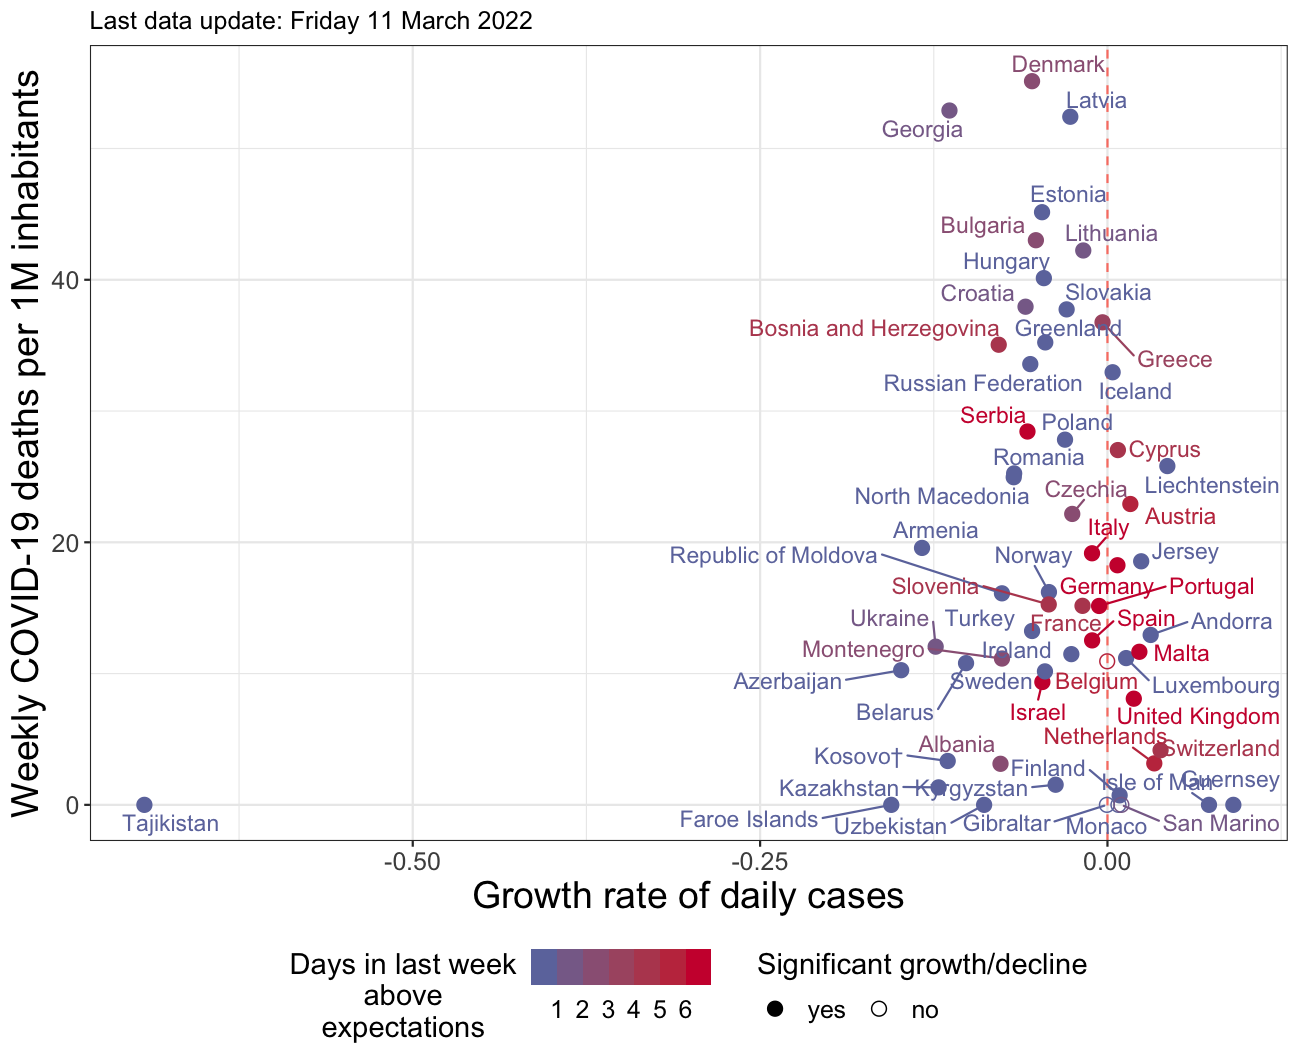 Last data update: Friday 11 March 2022
Weekly COVID-19 deaths per 1M inhabitants
Denmark
Latvia
Georgia
Estonia
Bulgaria
Lithuania
Hungary
40
Croatia
Slovakia
Bosnia and Herzegovina
Greenland
Greece
Russian Federation
Iceland
Serbia
Poland
Cyprus
Romania
Liechtenstein
North Macedonia
Czechia
Austria
Italy
Armenia
20
Republic of Moldova
Norway
Jersey
Slovenia
Germany
Portugal
Ukraine
Turkey
France
Spain
Andorra
Montenegro
Ireland
Malta
Azerbaijan
Sweden
Belgium
Luxembourg
Belarus
Israel
United Kingdom
Netherlands
Albania
Switzerland
Kosovo†
Finland
Isle of Man
Guernsey
Kazakhstan
Kyrgyzstan
0
Tajikistan
Faroe Islands
Uzbekistan
Gibraltar
Monaco
San Marino
-0.50
-0.25
0.00
Growth rate of daily cases
Days in last week
above
expectations
1 2 3 4 5 6
Significant growth/decline
yes
no